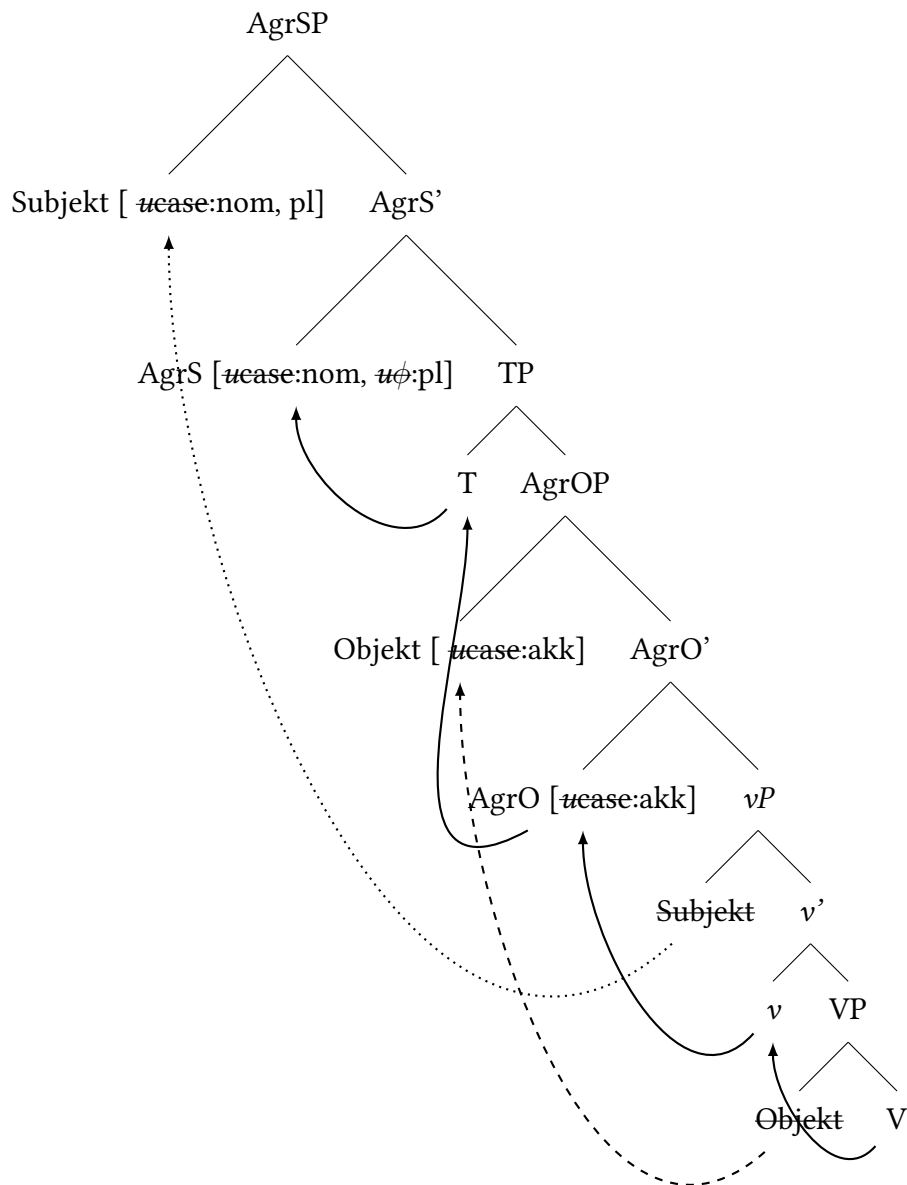 AgrSP
Subjekt [ ucase:nom, pl] AgrS’
AgrS [ucase:nom, uϕ:pl] TP
T AgrOP
Objekt [ ucase:akk] AgrO’
AgrO [ucase:akk] vP
Subjekt v’
v VP
Objekt V